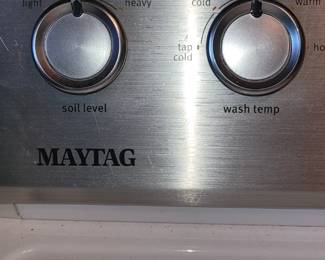 light
heavy
cold
warm
tap
cold
ho
soil level
wash temp
MAYTAG